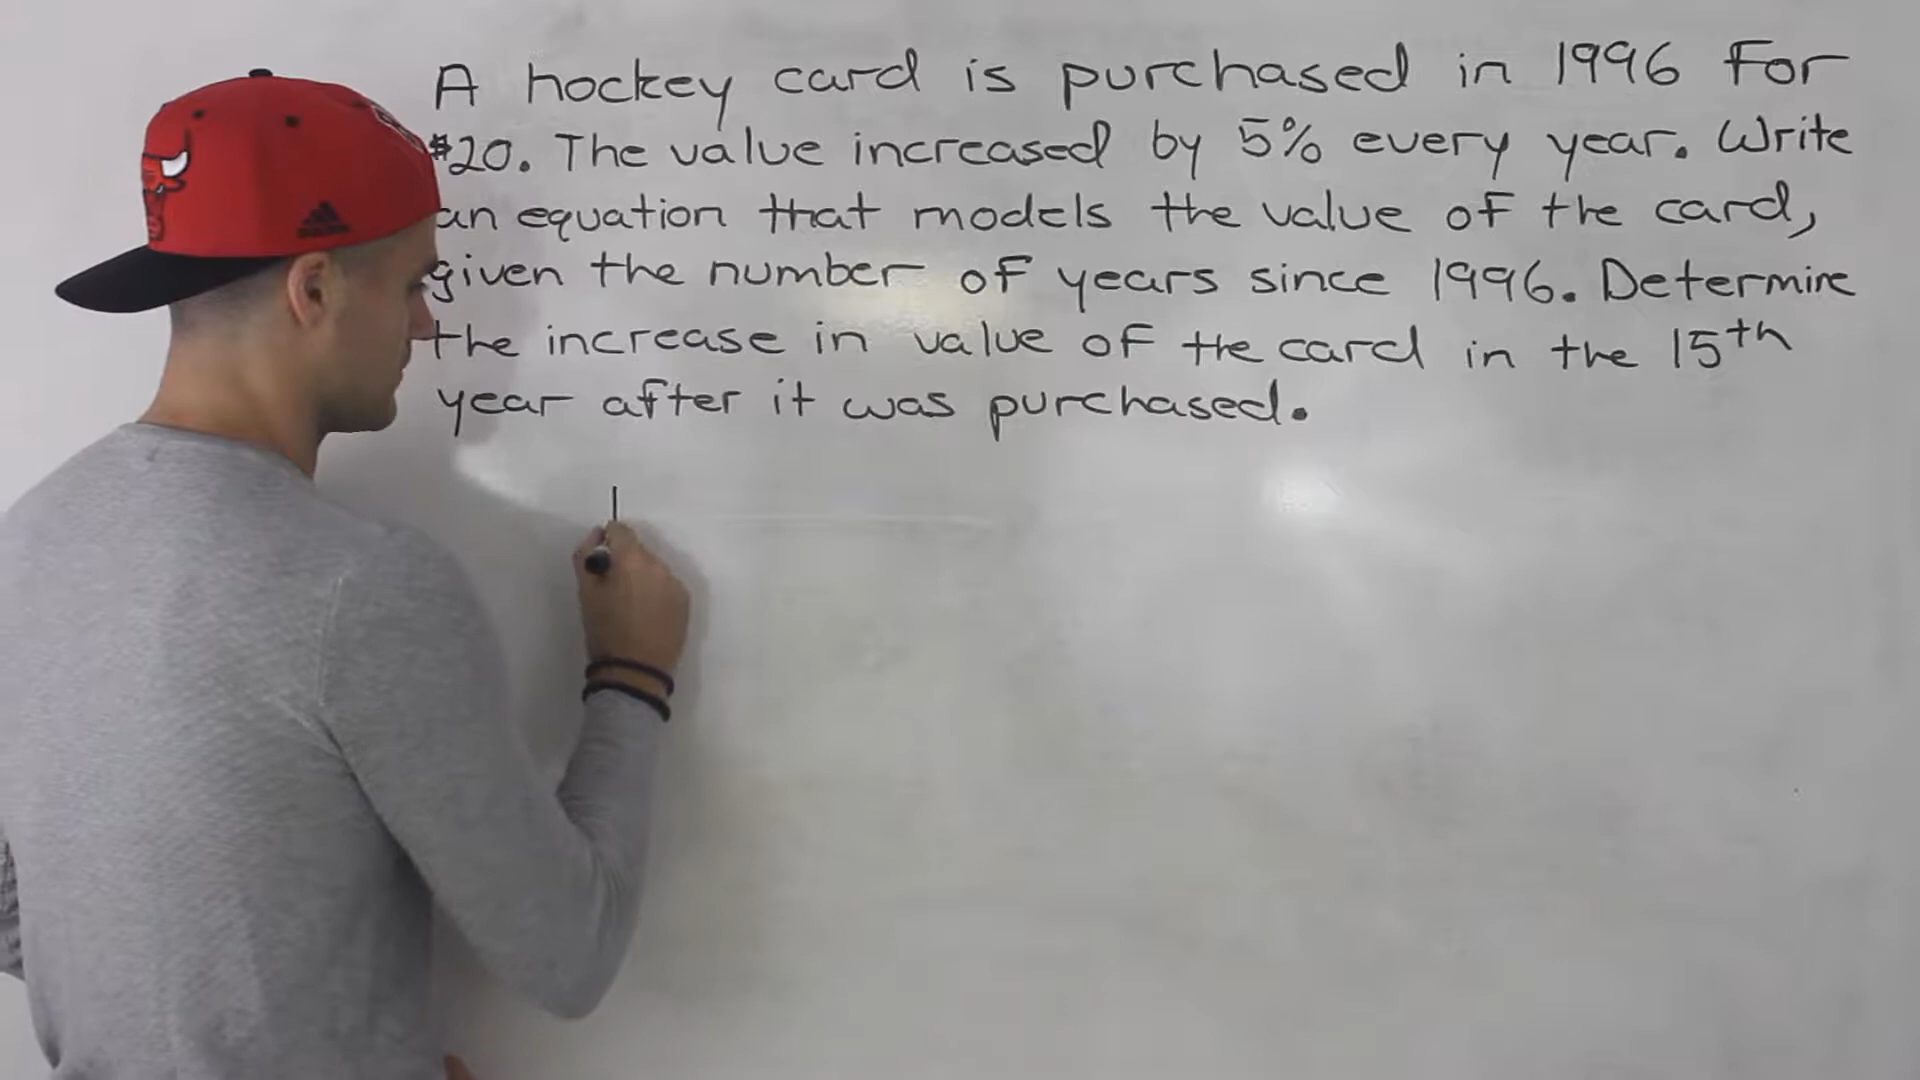 A hockey card is purchased in 1996 for
$20. The value increased by 5% every year. Write
an equation that models the value of the card,
given the number of years since 1996. Determine
the increase in value of the card in the 15th
year after it was purchased.